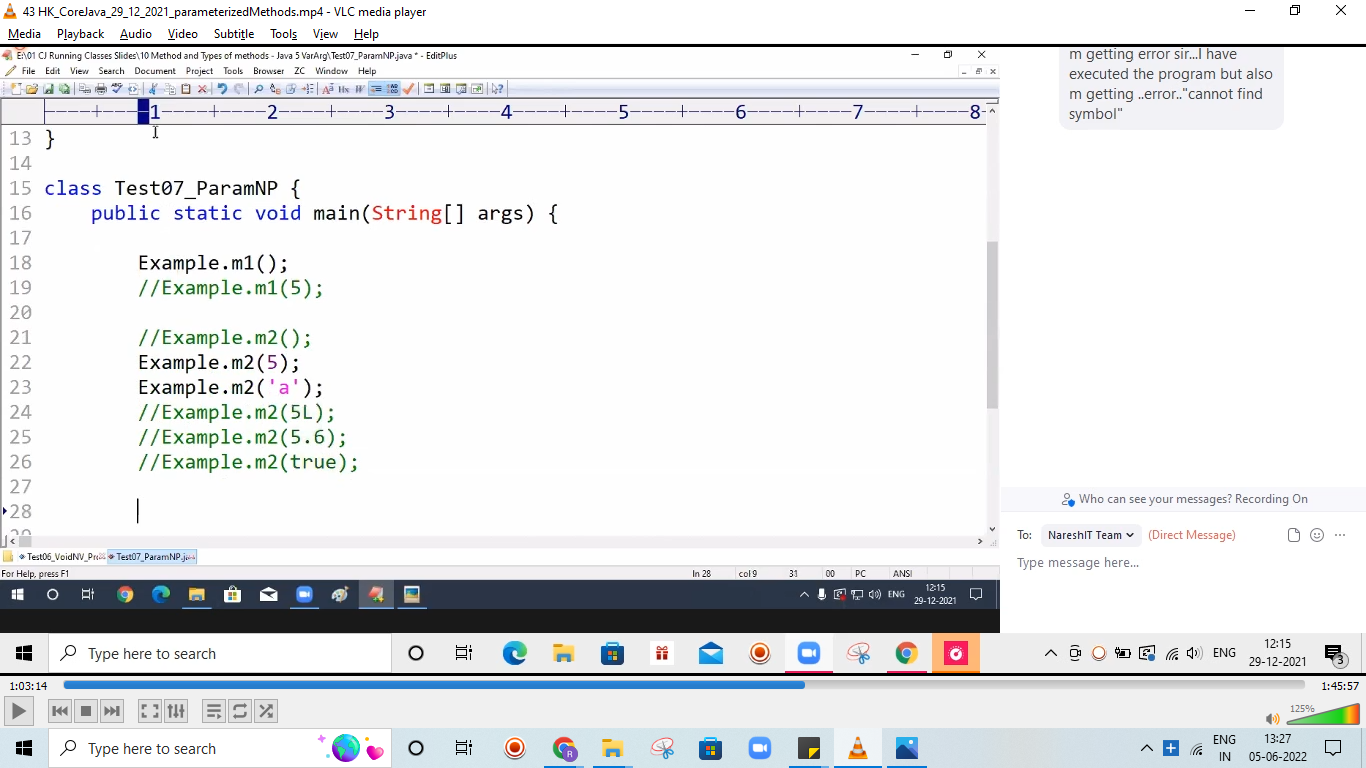 43 HK_CoreJava_29_12_2021_parameterizedMethods.mp4 - VLC media player
Media Playback Audio Video Subtitle Tools View Help
E:\01 CJ Running Classes Slides\10 Method and Types of methods - Java 5 VarArg\Test07_ParamNP.java * - EditPlus
File Edit View Search Document Project Tools Browser ZC Window Help
----+----1----+----2----+----3----+----4----+----5----+----6----+----7----+----8-
13 }
14
15 class Test07_ParamNP {
16 public static void main(String[] args) {
17
18 Example.m1();
19 //Example.m1(5);
20
21 //Example.m2();
22 Example.m2(5);
23 Example.m2('a');
24 //Example.m2(5L);
25 //Example.m2(5.6);
26 //Example.m2(true);
27
28
Test06_VoidNV_Pr Test07_ParamNP.ja
For Help, press F1 ln 28 col 9 31 00 PC ANSI
ENG 12:15
29-12-2021
m getting error sir...I have
executed the program but also
m getting ..error.."cannot find
symbol"
Who can see your messages? Recording On
To: NareshIT Team (Direct Message)
Type message here...
Type here to search ENG 12:15
29-12-2021 3
1:03:14 1:45:57
125%
Type here to search ENG 13:27
IN 05-06-2022